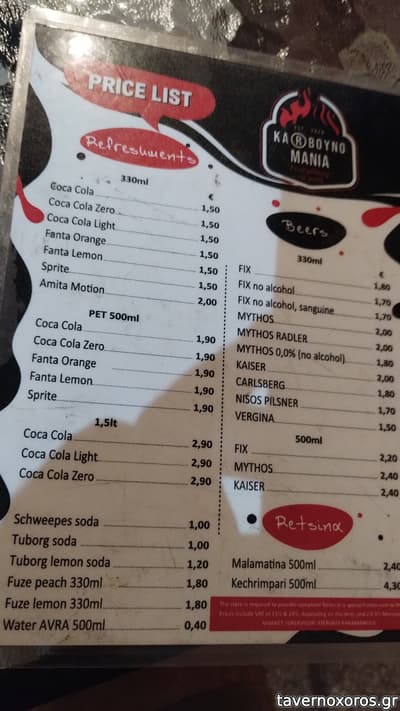 PRICE LIST
EST. 2020
KA®BOYNO
MANIA
Refreshments
330ml
€
Coca Cola 1,50
Coca Cola Zero 1,50
Coca Cola Light 1,50
Fanta Orange 1,50
Fanta Lemon 1,50
Sprite 1,50
Amita Motion 2,00
PET 500ml
Coca Cola 1,90
Coca Cola Zero 1,90
Fanta Orange 1,90
Fanta Lemon 1,90
Sprite 1,90
1,5lt
Coca Cola 2,90
Coca Cola Light 2,90
Coca Cola Zero 2,90
Schweepes soda 1,00
Tuborg soda 1,00
Tuborg lemon soda 1,20
Fuze peach 330ml 1,80
Fuze lemon 330ml 1,80
Water AVRA 500ml 0,40
Beers
330ml
€
FIX 1,80
FIX no alcohol 1,70
FIX no alcohol, sanguine 1,70
MYTHOS 2,00
MYTHOS RADLER 2,00
MYTHOS 0,0% (no alcohol) 1,80
KAISER 2,00
CARLSBERG 1,80
NISOS PILSNER 1,70
VERGINA 1,50
500ml
FIX 2,20
MYTHOS 2,40
KAISER 2,40
Retsina
Malamatina 500ml 2,40
Kechrimpari 500ml 4,30
tavernoxoros.gr